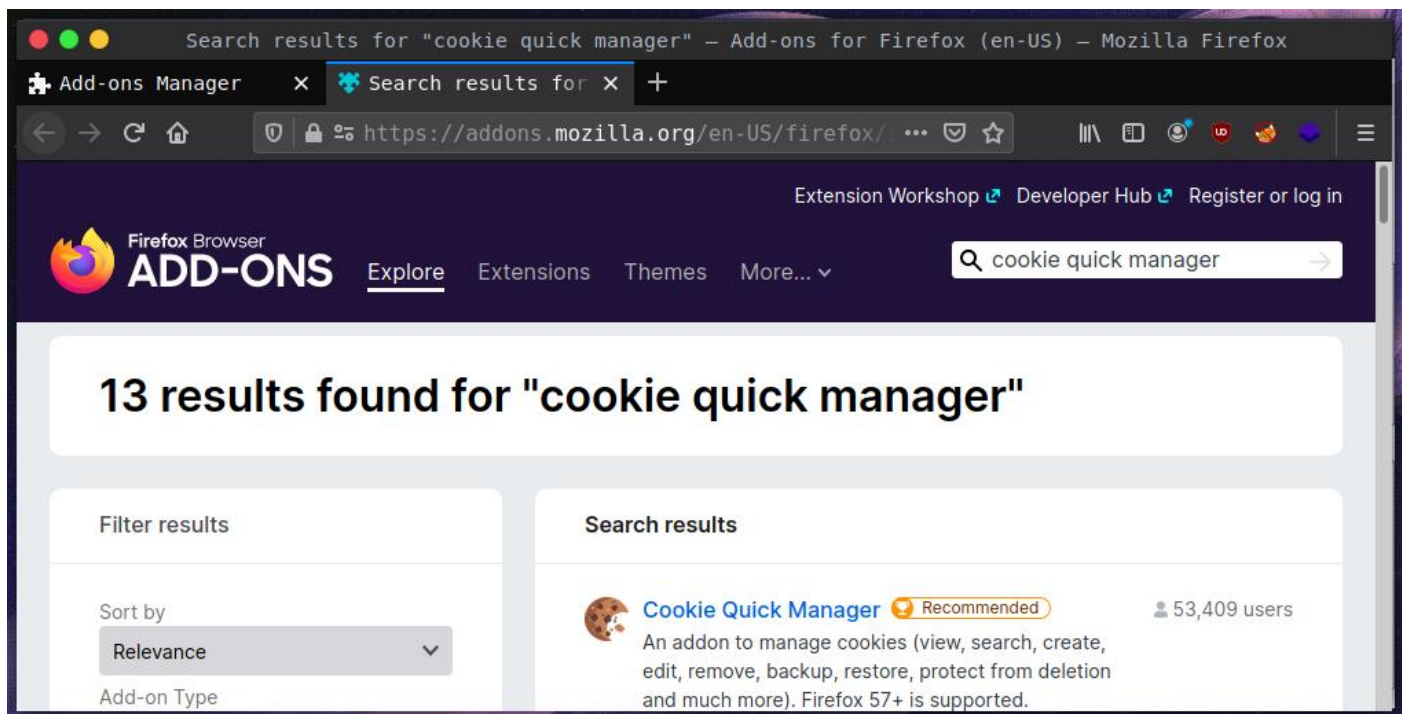 Search results for "cookie quick manager" – Add-ons for Firefox (en-US) – Mozilla Firefox
Add-ons Manager
Search results for
https://addons.mozilla.org/en-US/firefox/
Extension Workshop Developer Hub Register or log in
Firefox Browser
ADD-ONS
Explore Extensions Themes More...
cookie quick manager
13 results found for "cookie quick manager"
Filter results
Sort by
Relevance
Add-on Type
Search results
Cookie Quick Manager Recommended 53,409 users
An addon to manage cookies (view, search, create,
edit, remove, backup, restore, protect from deletion
and much more). Firefox 57+ is supported.